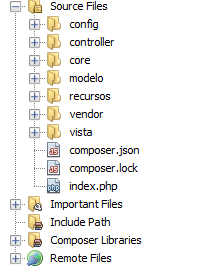 Source Files
config
controller
core
modelo
recursos
vendor
vista
composer.json
composer.lock
index.php
Important Files
Include Path
Composer Libraries
Remote Files